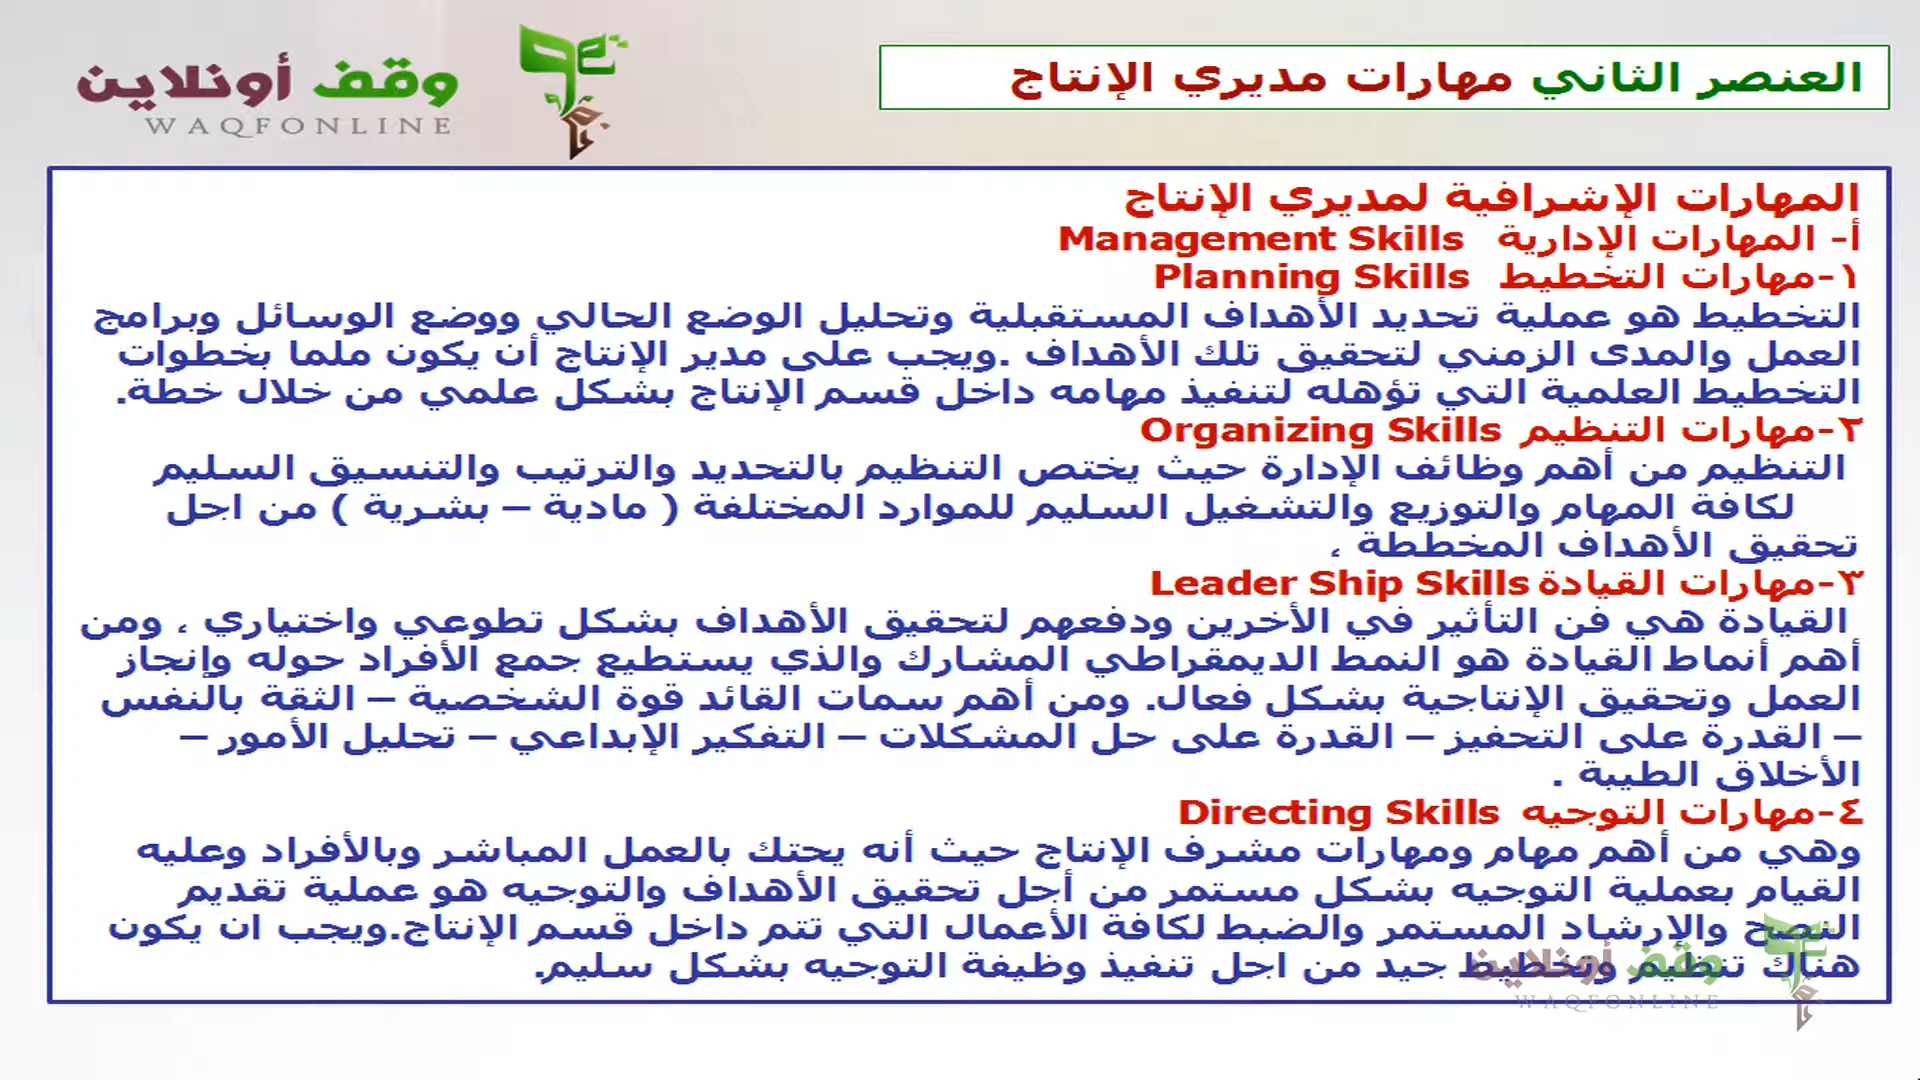 وقف أونلاين
WAQFONLINE
العنصر الثاني مهارات مديري الإنتاج
المهارات الإشرافية لمديري الإنتاج
أ- المهارات الإدارية Management Skills
١-مهارات التخطيط Planning Skills
التخطيط هو عملية تحديد الأهداف المستقبلية وتحليل الوضع الحالي ووضع الوسائل وبرامج
العمل والمدى الزمني لتحقيق تلك الأهداف .ويجب على مدير الإنتاج أن يكون ملما بخطوات
التخطيط العلمية التي تؤهله لتنفيذ مهامه داخل قسم الإنتاج بشكل علمي من خلال خطة.
٢-مهارات التنظيم Organizing Skills
التنظيم من أهم وظائف الإدارة حيث يختص التنظيم بالتحديد والترتيب والتنسيق السليم
لكافة المهام والتوزيع والتشغيل السليم للموارد المختلفة ( مادية – بشرية ) من اجل
تحقيق الأهداف المخططة ،
٣-مهارات القيادة Leader Ship Skills
القيادة هي فن التأثير في الأخرين ودفعهم لتحقيق الأهداف بشكل تطوعي واختياري ، ومن
أهم أنماط القيادة هو النمط الديمقراطي المشارك والذي يستطيع جمع الأفراد حوله وإنجاز
العمل وتحقيق الإنتاجية بشكل فعال. ومن أهم سمات القائد قوة الشخصية – الثقة بالنفس
– القدرة على التحفيز – القدرة على حل المشكلات – التفكير الإبداعي – تحليل الأمور –
الأخلاق الطيبة .
٤-مهارات التوجيه Directing Skills
وهي من أهم مهام ومهارات مشرف الإنتاج حيث أنه يحتك بالعمل المباشر وبالأفراد وعليه
القيام بعملية التوجيه بشكل مستمر من أجل تحقيق الأهداف والتوجيه هو عملية تقديم
النصح والإرشاد المستمر والضبط لكافة الأعمال التي تتم داخل قسم الإنتاج.ويجب ان يكون
هناك تنظيم وتخطيط جيد من اجل تنفيذ وظيفة التوجيه بشكل سليم.
وقف أونلاين
WAQFONLINE